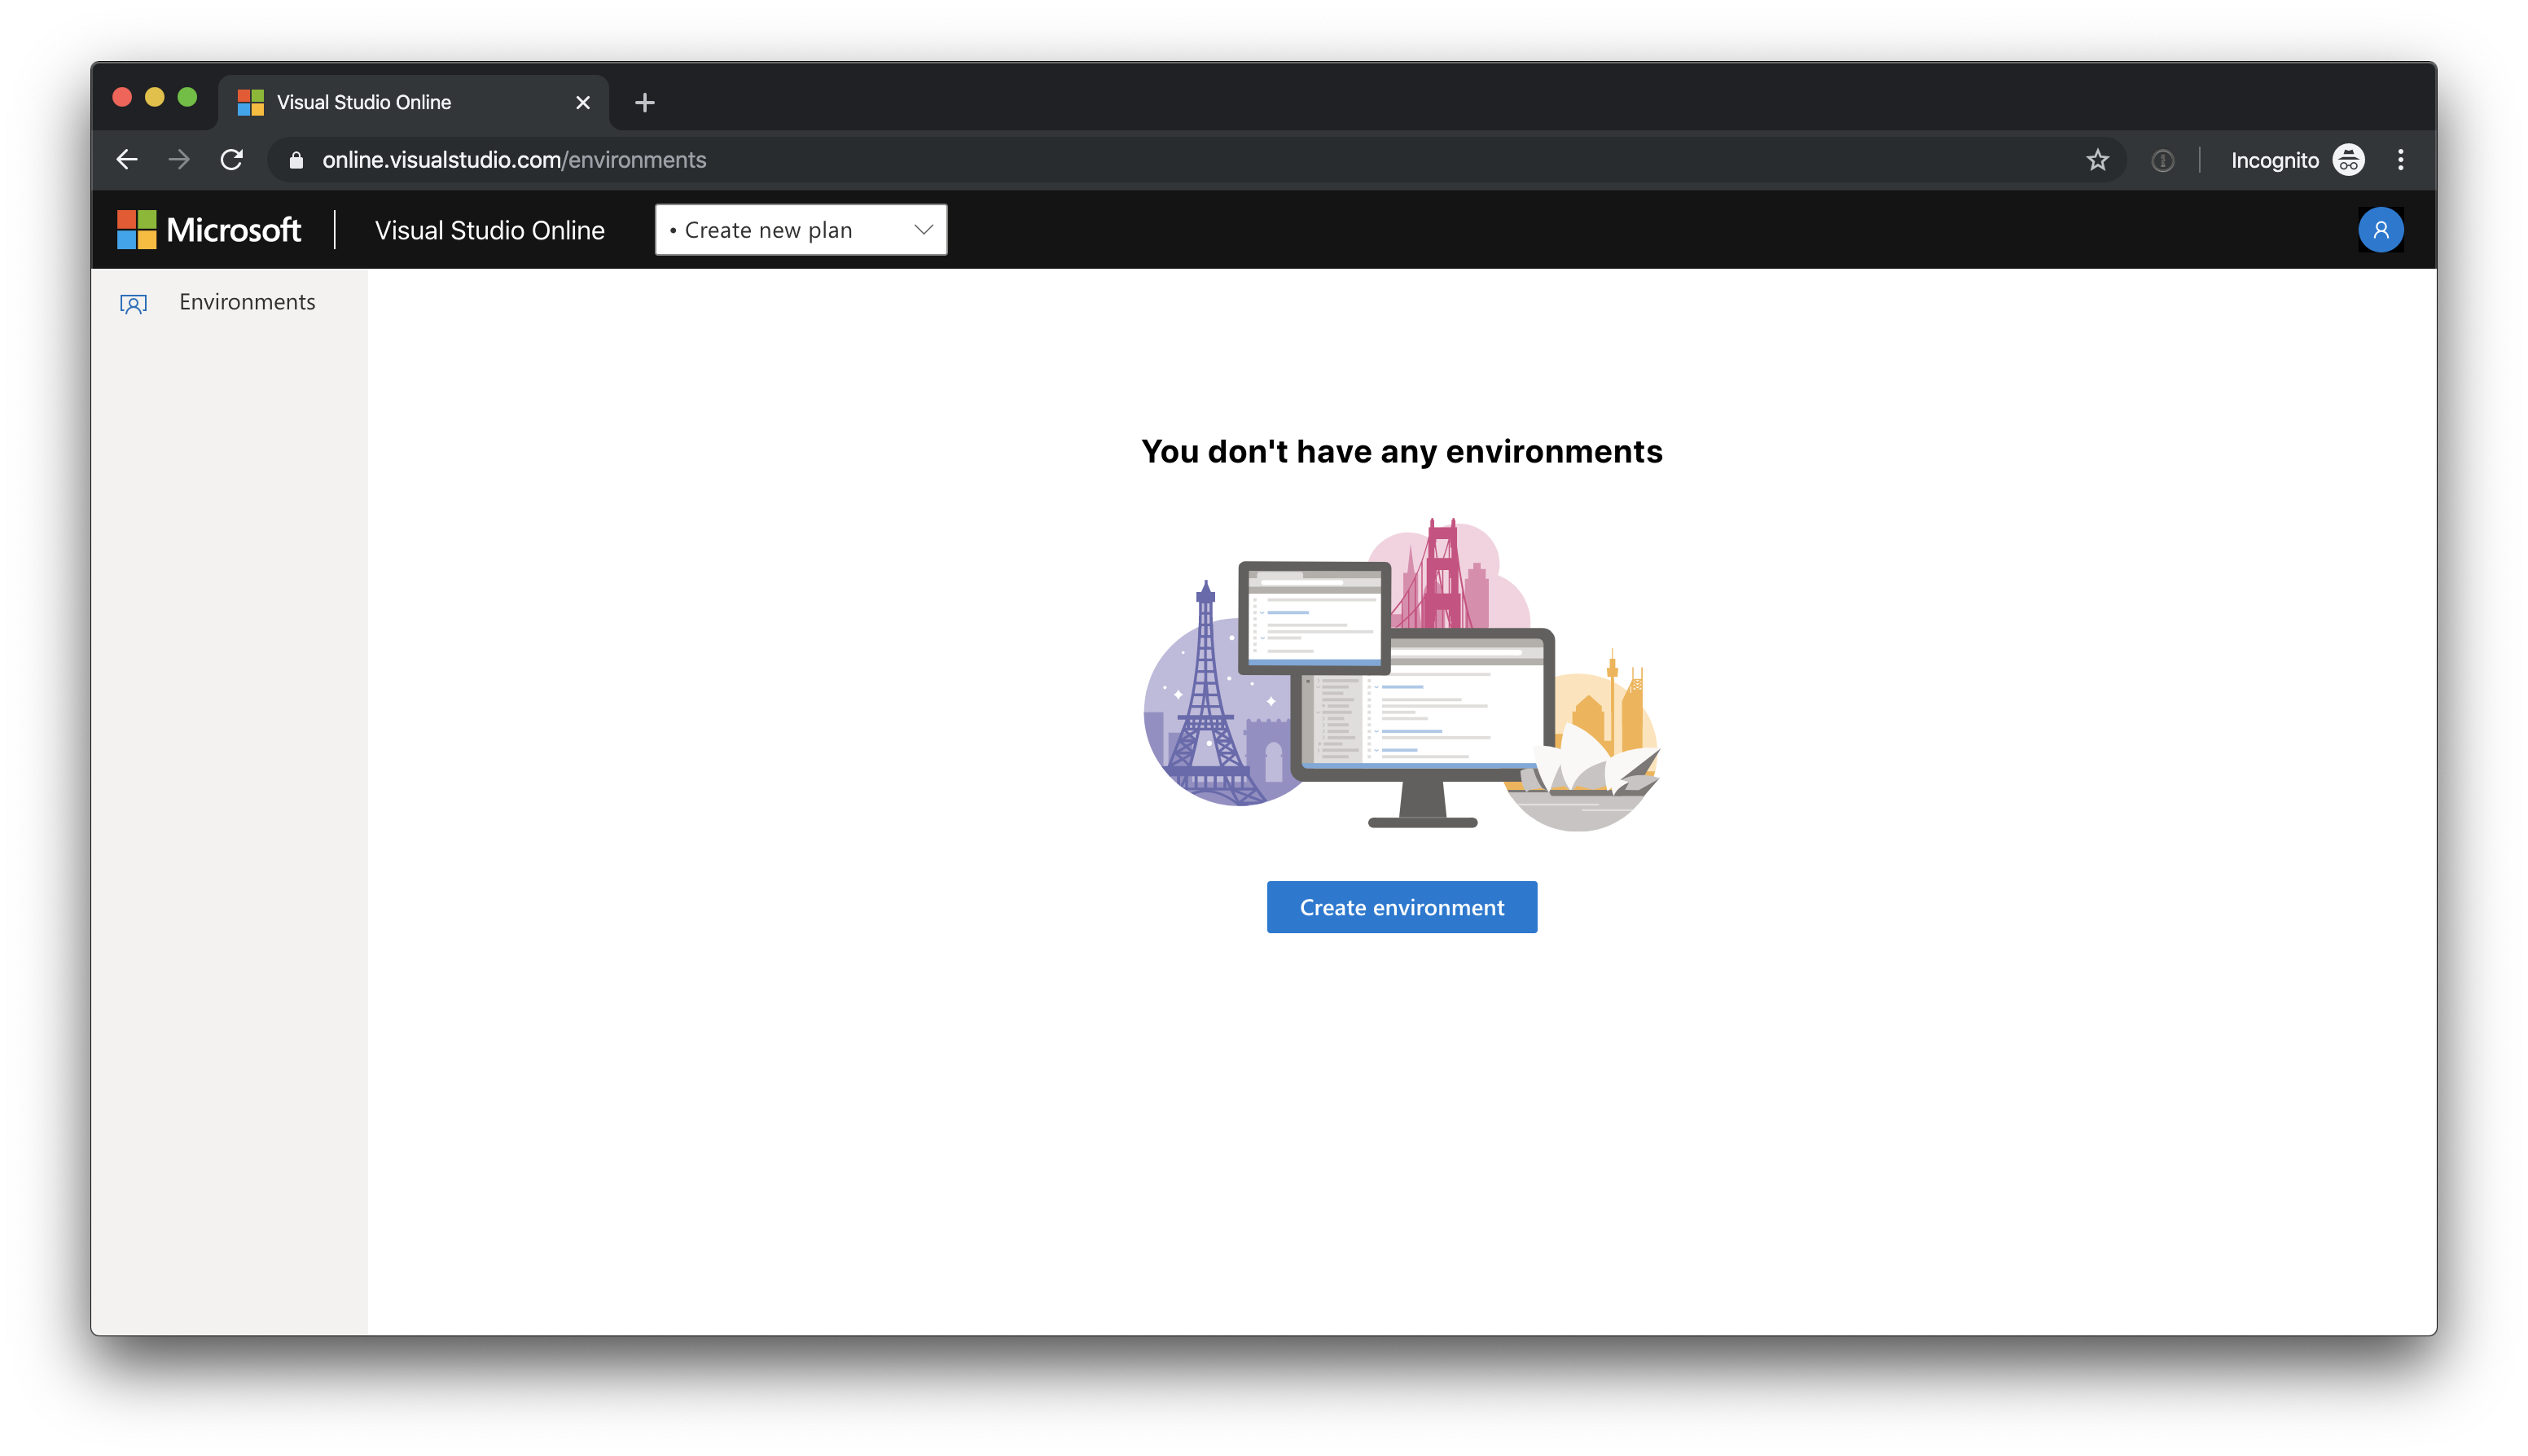 Visual Studio Online
online.visualstudio.com/environments
Incognito
Microsoft
Visual Studio Online
• Create new plan
Environments
You don't have any environments
Create environment